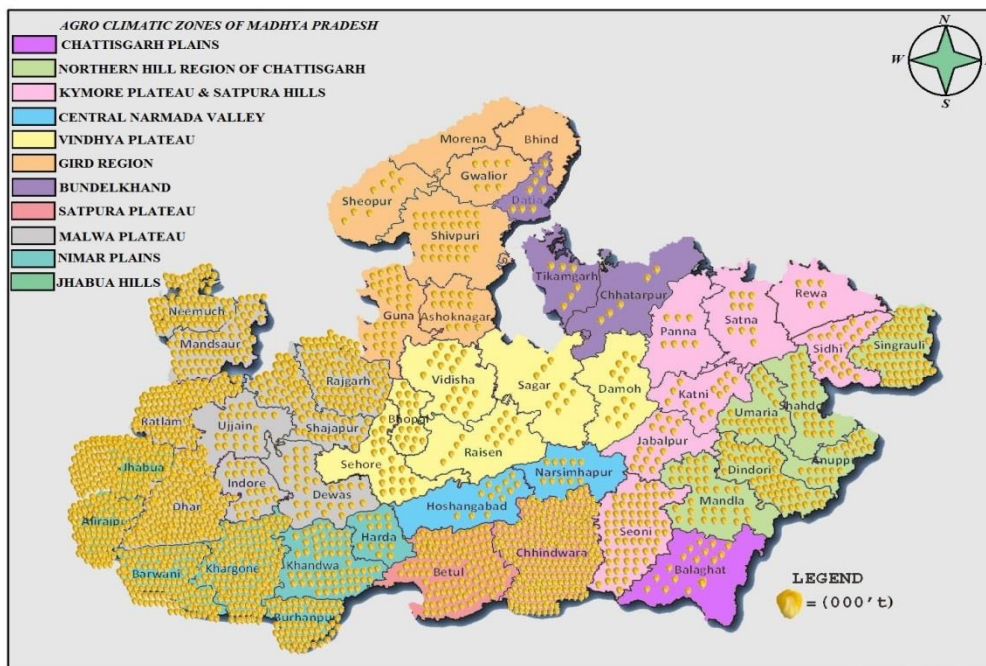 AGRO CLIMATIC ZONES OF MADHYA PRADESH
CHATTISGARH PLAINS
NORTHERN HILL REGION OF CHATTISGARH
KYMORE PLATEAU & SATPURA HILLS
CENTRAL NARMADA VALLEY
VINDHYA PLATEAU
GIRD REGION
BUNDELKHAND
SATPURA PLATEAU
MALWA PLATEAU
NIMAR PLAINS
JHABUA HILLS
N
W
S
Morena
Bhind
Gwalior
Sheopur
Datia
Shivpuri
Tikamgarh
Chhatarpur
Rewa
Neemuch
Guna
Ashoknagar
Panna
Satna
Mandsaur
Sidhi
Singrauli
Rajgarh
Vidisha
Sagar
Damoh
Katni
Ratlam
Ujjain
Shajapur
Bhopal
Umaria
Jhabua
Sehore
Raisen
Jabalpur
Dindori
Indore
Dewas
Narsimhapur
Dhar
Hoshangabad
Mandla
Alirajpur
Harda
Seoni
Barwani
Khargone
Khandwa
Betul
Chhindwara
Balaghat
Burhanpur
LEGEND
= (000't)